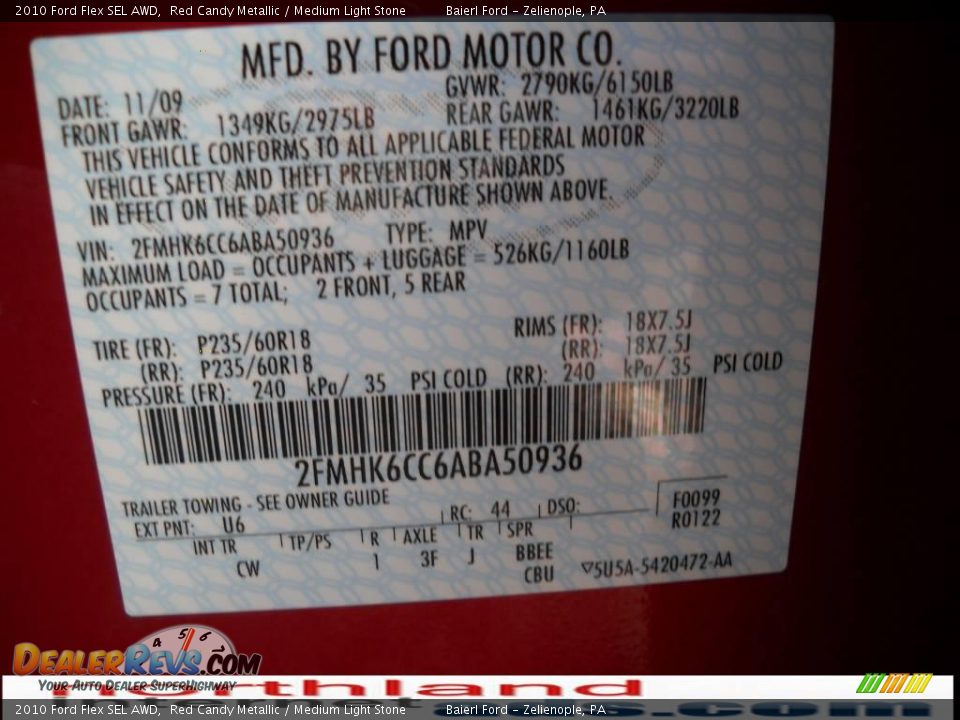 2010 Ford Flex SEL AWD, Red Candy Metallic / Medium Light Stone Baierl Ford - Zelienople, PA
MFD. BY FORD MOTOR CO.
DATE: 11/09 GVWR: 2790KG/6150LB
FRONT GAWR: 1349KG/2975LB REAR GAWR: 1461KG/3220LB
THIS VEHICLE CONFORMS TO ALL APPLICABLE FEDERAL MOTOR
VEHICLE SAFETY AND THEFT PREVENTION STANDARDS
IN EFFECT ON THE DATE OF MANUFACTURE SHOWN ABOVE.
VIN: 2FMHK6CC6ABA50936 TYPE: MPV
MAXIMUM LOAD = OCCUPANTS + LUGGAGE = 526KG/1160LB
OCCUPANTS = 7 TOTAL; 2 FRONT, 5 REAR
TIRE (FR): P235/60R18 RIMS (FR): 18X7.5J
(RR): P235/60R18 (RR): 18X7.5J
PRESSURE (FR): 240 kPa/ 35 PSI COLD (RR): 240 kPa/ 35 PSI COLD
2FMHK6CC6ABA50936
TRAILER TOWING - SEE OWNER GUIDE
EXT PNT: U6 RC: 44 DSO: F0099
R0122
INT TR TP/PS R AXLE TR SPR
CW 1 3F J BBEE
CBU ▽5U5A-5420472-AA
4 5 6
DealerRevs.com
Your Auto Dealer SuperHighway
2010 Ford Flex SEL AWD, Red Candy Metallic / Medium Light Stone Baierl Ford - Zelienople, PA